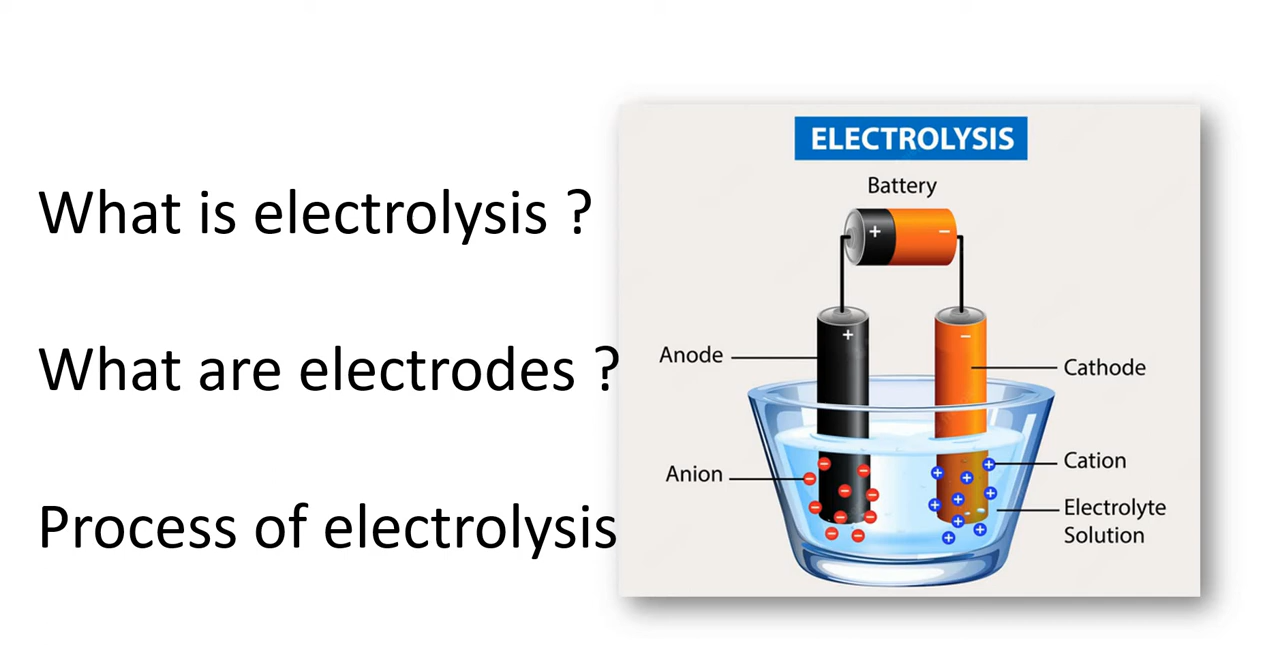 What is electrolysis ?
What are electrodes ?
Process of electrolysis
ELECTROLYSIS
Battery
+ −
+
−
Anode
Cathode
Anion
Cation
Electrolyte
Solution